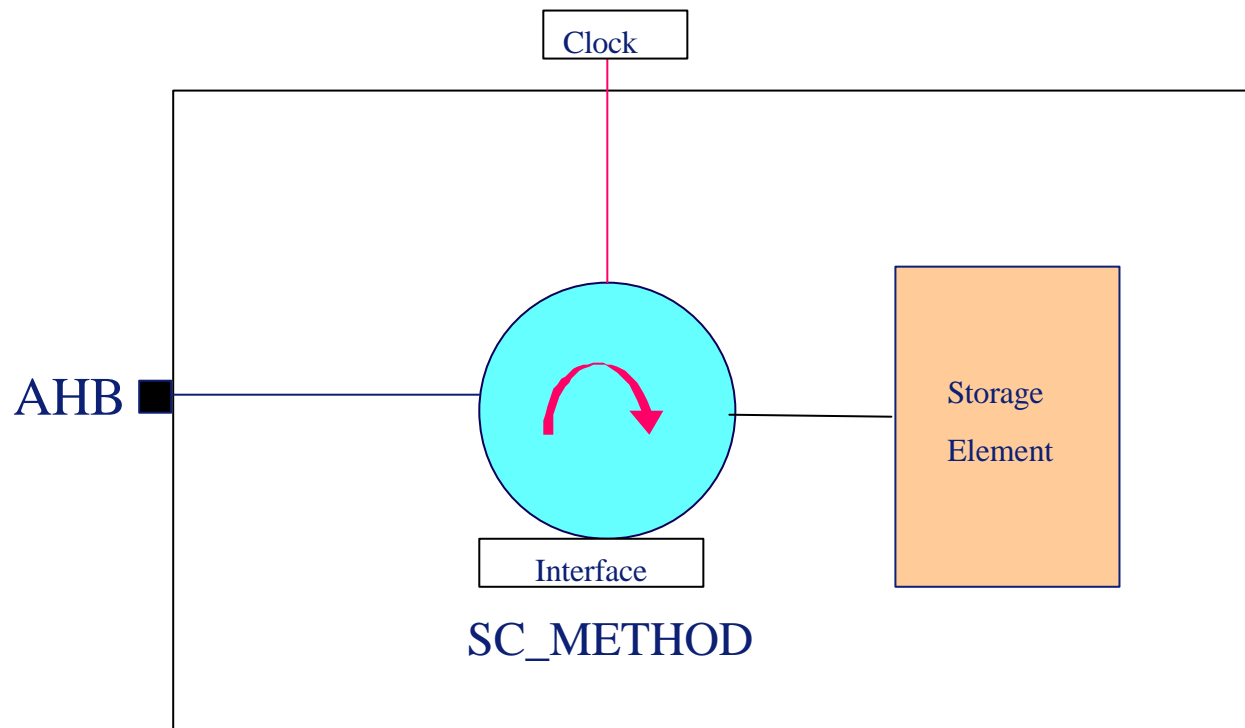 Clock
AHB
Storage
Element
Interface
SC_METHOD